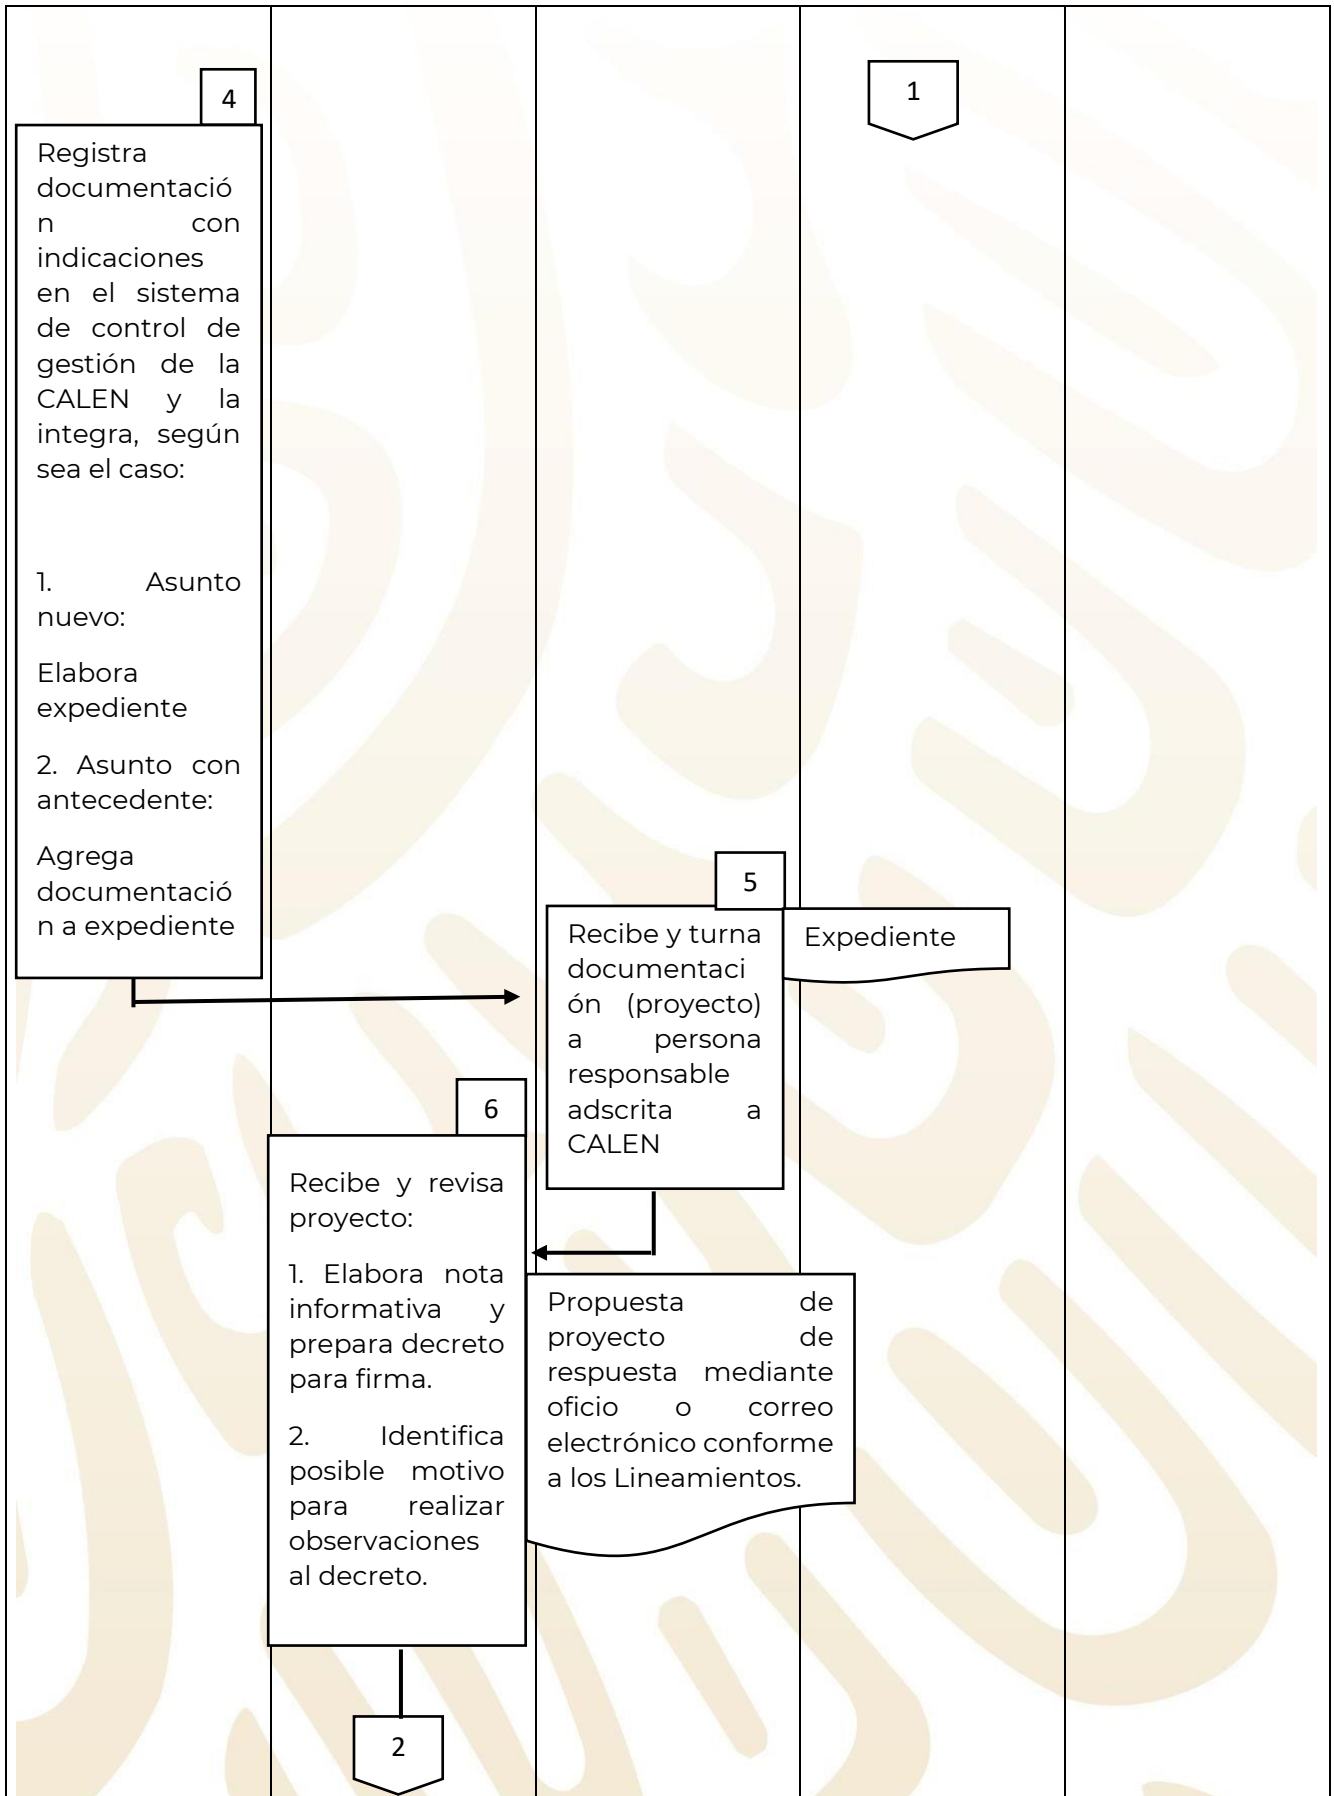 1
4
Registra
documentació
n con
indicaciones
en el sistema
de control de
gestión de la
CALEN y la
integra, según
sea el caso:
1. Asunto
nuevo:
Elabora
expediente
2. Asunto con
antecedente:
Agrega
documentació
n a expediente
5
Recibe y turna
documentaci
ón (proyecto)
a persona
responsable
adscrita a
CALEN
Expediente
6
Recibe y revisa
proyecto:
1. Elabora nota
informativa y
prepara decreto
para firma.
2. Identifica
posible motivo
para realizar
observaciones
al decreto.
Propuesta de
proyecto de
respuesta mediante
oficio o correo
electrónico conforme
a los Lineamientos.
2